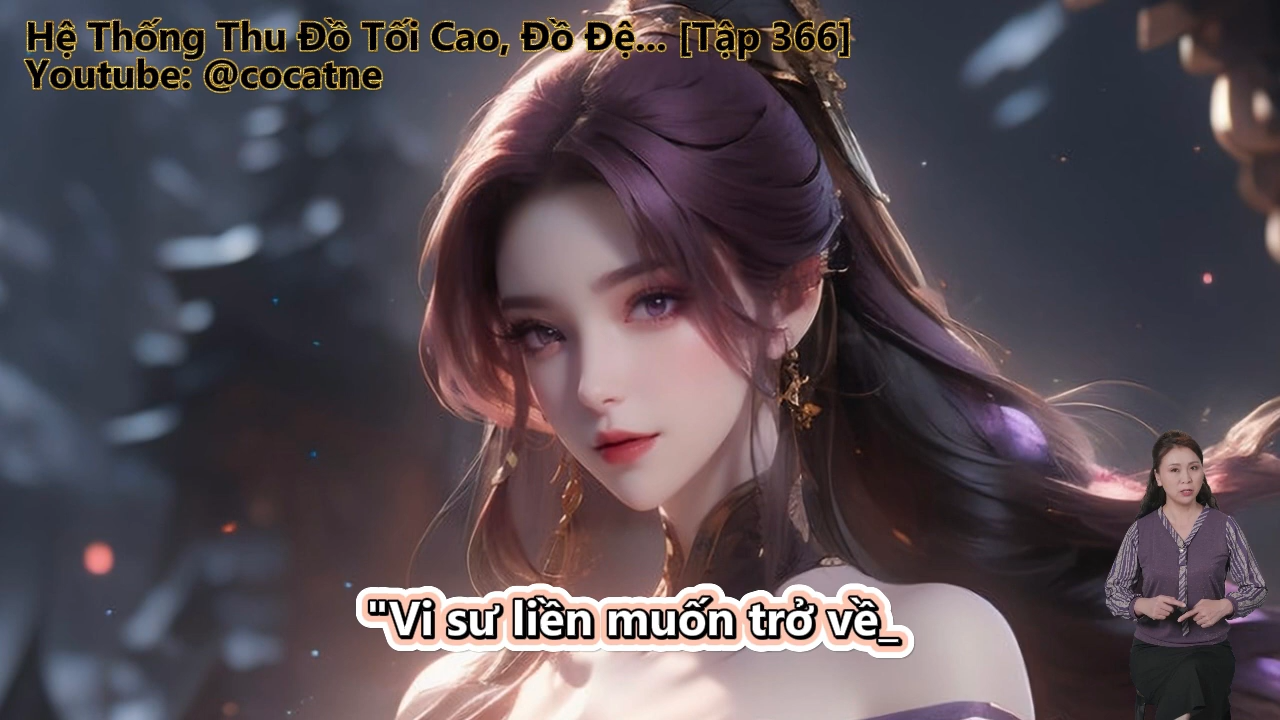 Hệ Thống Thu Đồ Tối Cao, Đồ Đệ... [Tập 366]
Youtube: @cocatne
"Vi sư liền muốn trở về_